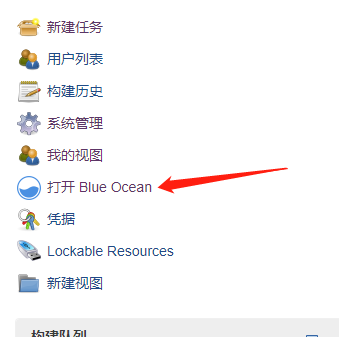 新建任务
用户列表
构建历史
系统管理
我的视图
打开 Blue Ocean
凭据
Lockable Resources
新建视图
构建队列